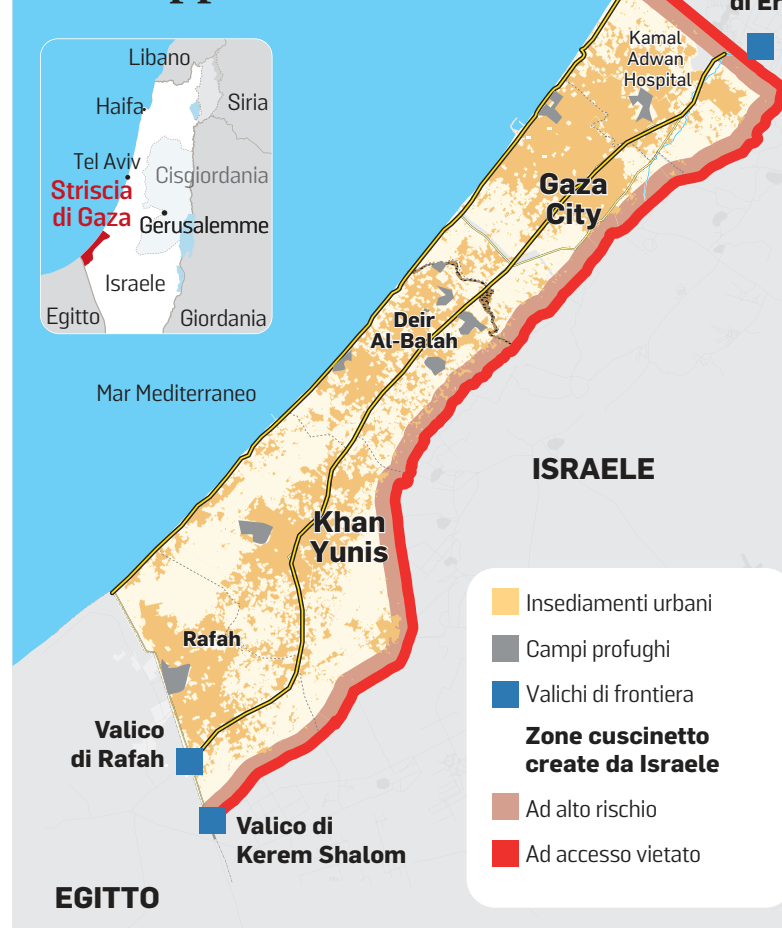 di Er
Kamal
Adwan
Hospital
Libano
Haifa
Siria
Tel Aviv
Cisgiordania
Striscia
di Gaza
Gerusalemme
Israele
Egitto
Giordania
Gaza
City
Deir
Al-Balah
Mar Mediterraneo
ISRAELE
Khan
Yunis
Rafah
Valico
di Rafah
Valico di
Kerem Shalom
EGITTO
Insediamenti urbani
Campi profughi
Valichi di frontiera
Zone cuscinetto
create da Israele
Ad alto rischio
Ad accesso vietato